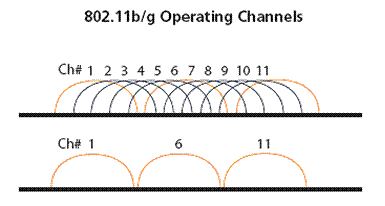 802.11b/g Operating Channels
Ch# 1 2 3 4 5 6 7 8 9 10 11
Ch# 1 6 11